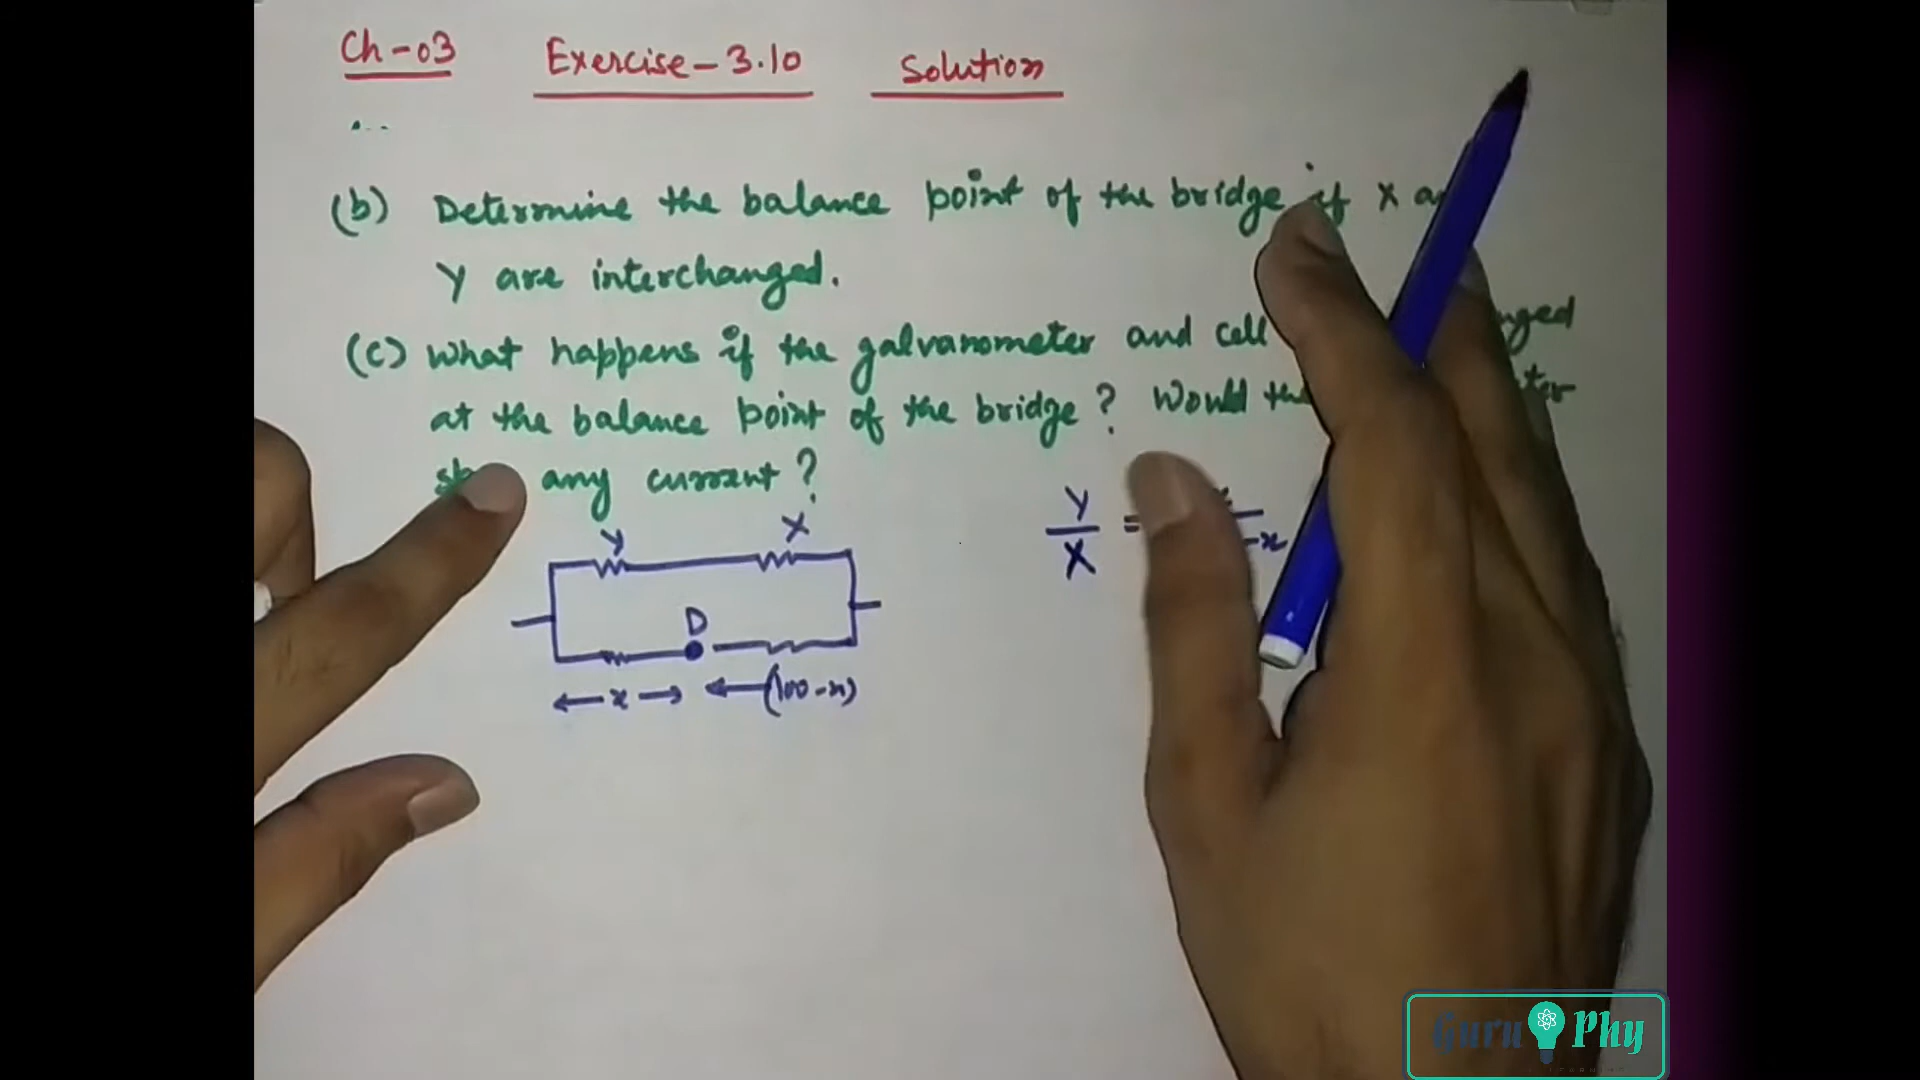 Ch-03 Exercise-3.10 Solution
(b) Determine the balance point of the bridge if X
Y are interchanged.
(c) What happens if the galvanometer and cell
at the balance point of the bridge? Would
any current?
Y X
Y
X
=
-x
D
x (100-x)
Guru Phy